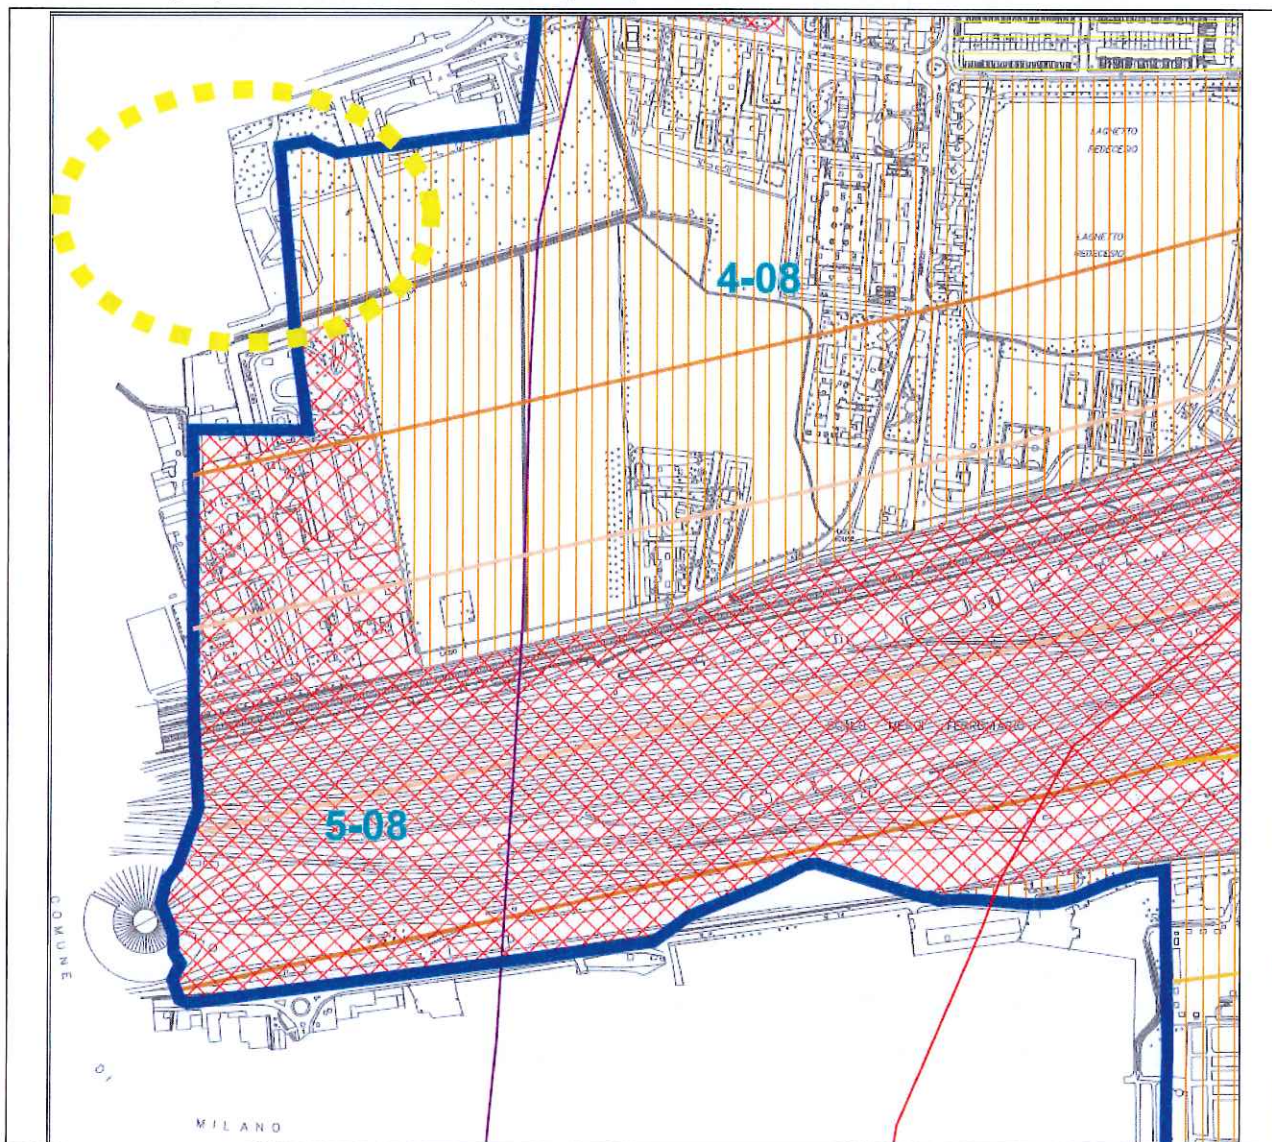 LAGHETTO
REDECESIO
LAGHETTO
REDECESIO
4-08
5-08
COMUNE
DI
MILANO